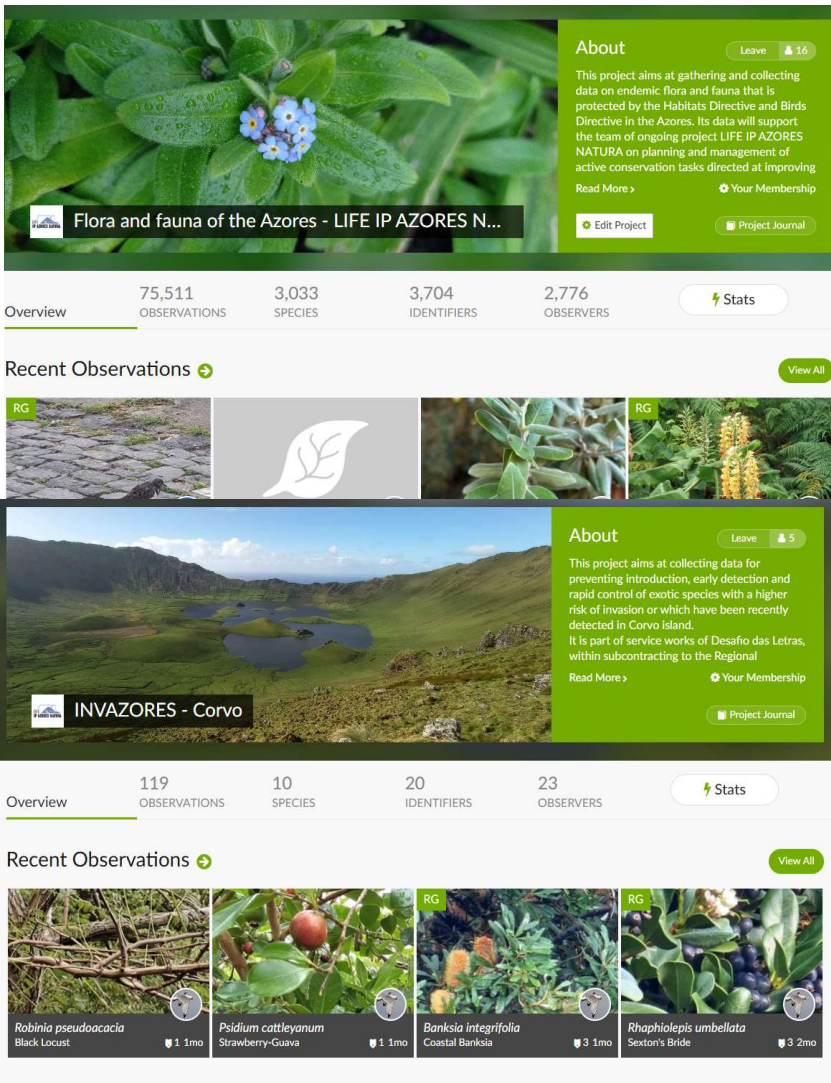 About
Leave 16
This project aims at gathering and collecting
data on endemic flora and fauna that is
protected by the Habitats Directive and Birds
Directive in the Azores. Its data will support
the team of ongoing project LIFE IP AZORES
NATURA on planning and management of
active conservation tasks directed at improving
Read More >
Your Membership
Edit Project
Project Journal
Flora and fauna of the Azores - LIFE IP AZORES N...
Overview
75,511
OBSERVATIONS
3,033
SPECIES
3,704
IDENTIFIERS
2,776
OBSERVERS
Stats
Recent Observations
View All
RG
RG
About
Leave 5
This project aims at collecting data for
preventing introduction, early detection and
rapid control of exotic species with a higher
risk of invasion or which have been recently
detected in Corvo island.
It is part of service works of Desafio das Letras,
within subcontracting to the Regional
Read More >
Your Membership
Project Journal
INVAZORES - Corvo
Overview
119
OBSERVATIONS
10
SPECIES
20
IDENTIFIERS
23
OBSERVERS
Stats
Recent Observations
View All
Robinia pseudoacacia
Black Locust
1 1mo
Psidium cattleyanum
Strawberry-Guava
1 1mo
RG
Banksia integrifolia
Coastal Banksia
3 1mo
RG
Rhaphiolepis umbellata
Sexton's Bride
3 2mo